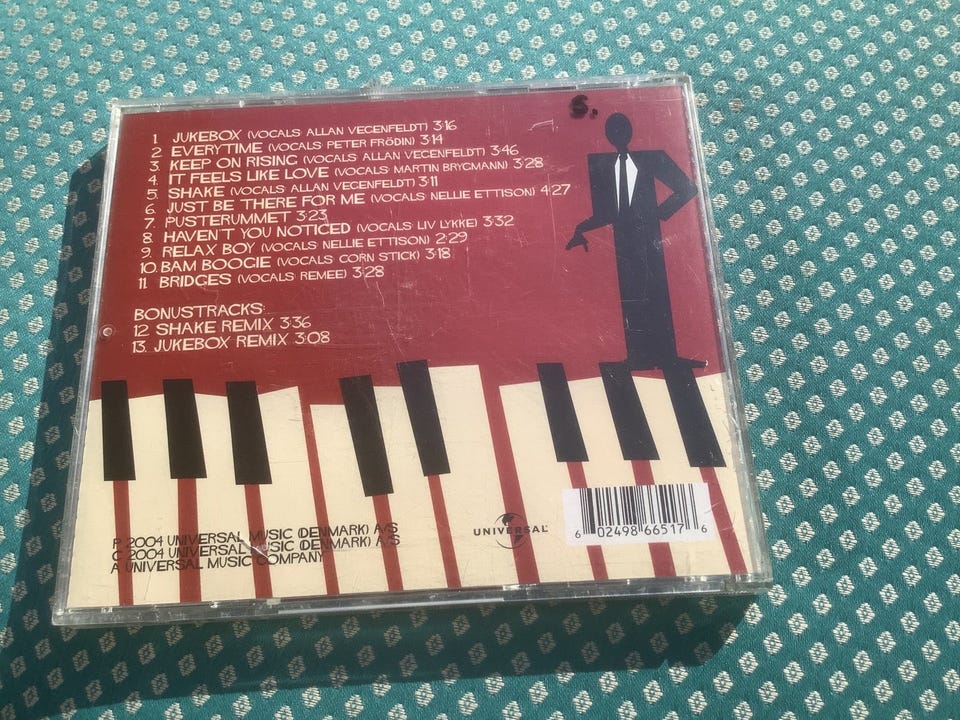 S.
1. JUKEBOX (VOCALS: ALLAN VEGENFELDT) 3:16
2. EVERYTIME (VOCALS: PETER FRÖDIN) 3:14
3. KEEP ON RISING (VOCALS: ALLAN VEGENFELDT) 3:46
4. IT FEELS LIKE LOVE (VOCALS: MARTIN BRYGMANN) 3:28
5. SHAKE (VOCALS: ALLAN VEGENFELDT) 3:11
6. JUST BE THERE FOR ME (VOCALS: NELLIE ETTISON) 4:27
7. PUSTERUMMET 3:23
8. HAVEN'T YOU NOTICED (VOCALS: LIV LYKKE) 3:32
9. RELAX BOY (VOCALS: NELLIE ETTISON) 2:29
10. BAM BOOGIE (VOCALS: CORN STICK) 3:18
11. BRIDGES (VOCALS: REMEE) 3:28
BONUSTRACKS:
12. SHAKE REMIX 3:36
13. JUKEBOX REMIX 3:08
P 2004 UNIVERSAL MUSIC (DENMARK) A/S
C 2004 UNIVERSAL MUSIC (DENMARK) A/S
A UNIVERSAL MUSIC COMPANY
UNIVERSAL
6 02498 66517 6